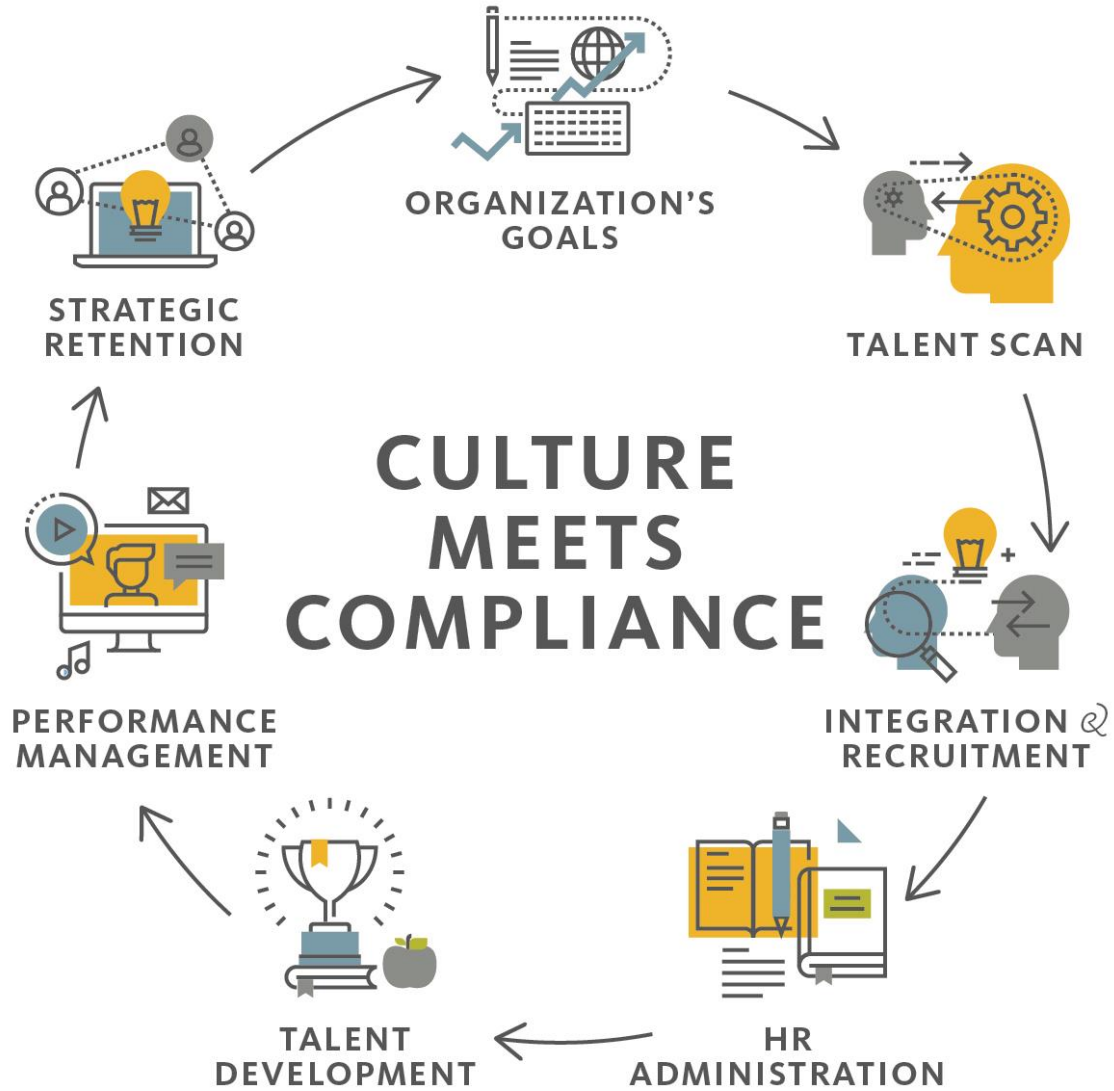 ORGANIZATION'S
GOALS
TALENT SCAN
INTEGRATION &
RECRUITMENT
HR
ADMINISTRATION
TALENT
DEVELOPMENT
PERFORMANCE
MANAGEMENT
STRATEGIC
RETENTION
CULTURE
MEETS
COMPLIANCE